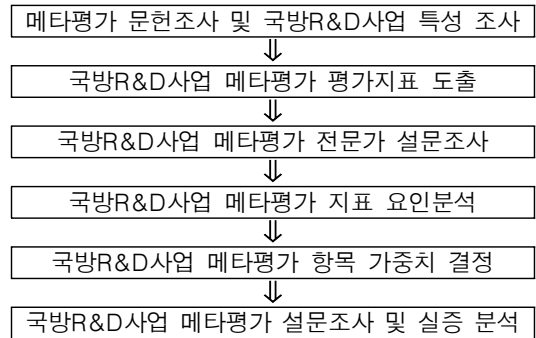 메타평가 문헌조사 및 국방R&D사업 특성 조사
⇓
국방R&D사업 메타평가 평가지표 도출
⇓
국방R&D사업 메타평가 전문가 설문조사
⇓
국방R&D사업 메타평가 지표 요인분석
⇓
국방R&D사업 메타평가 항목 가중치 결정
⇓
국방R&D사업 메타평가 설문조사 및 실증 분석